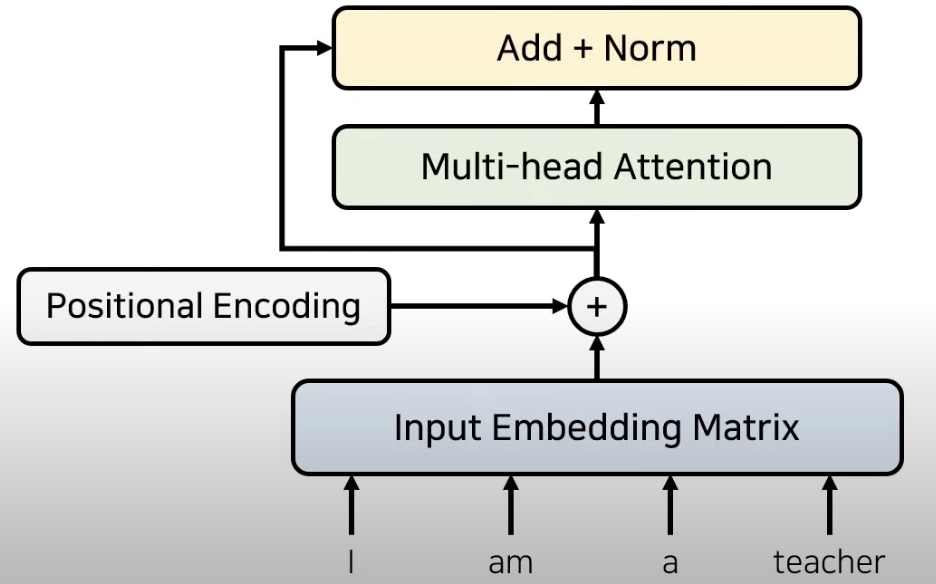 Add + Norm
Multi-head Attention
Positional Encoding
+
Input Embedding Matrix
I am a teacher